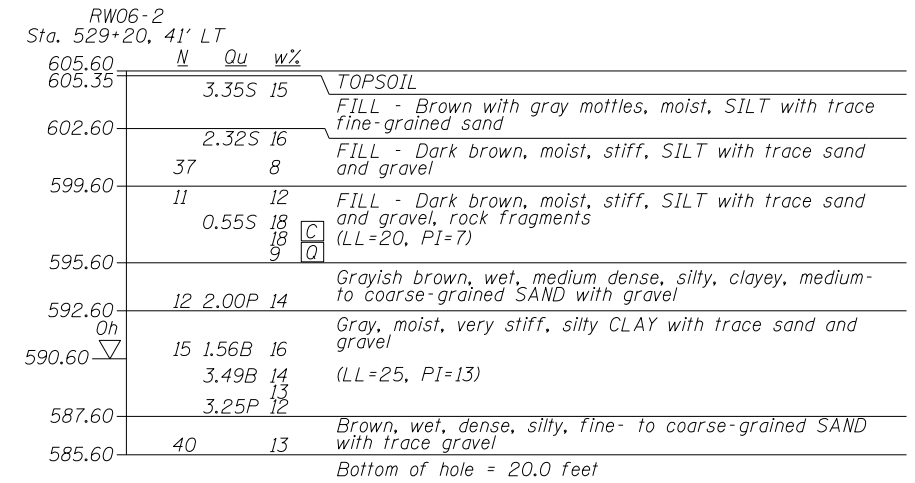 RW06-2
Sta. 529+20, 41' LT
N Qu w%
605.60
605.35 TOPSOIL
3.35S 15
FILL - Brown with gray mottles, moist, SILT with trace
fine-grained sand
602.60
2.32S 16
FILL - Dark brown, moist, stiff, SILT with trace sand
and gravel
37 8
599.60
11 12 FILL - Dark brown, moist, stiff, SILT with trace sand
0.55S 18 and gravel, rock fragments
18 C (LL=20, PI=7)
9 Q
595.60
Grayish brown, wet, medium dense, silty, clayey, medium-
to coarse-grained SAND with gravel
12 2.00P 14
592.60
0h Gray, moist, very stiff, silty CLAY with trace sand and
gravel
15 1.56B 16
590.60
3.49B 14 (LL=25, PI=13)
13
3.25P 12
587.60
Brown, wet, dense, silty, fine- to coarse-grained SAND
40 13 with trace gravel
585.60
Bottom of hole = 20.0 feet